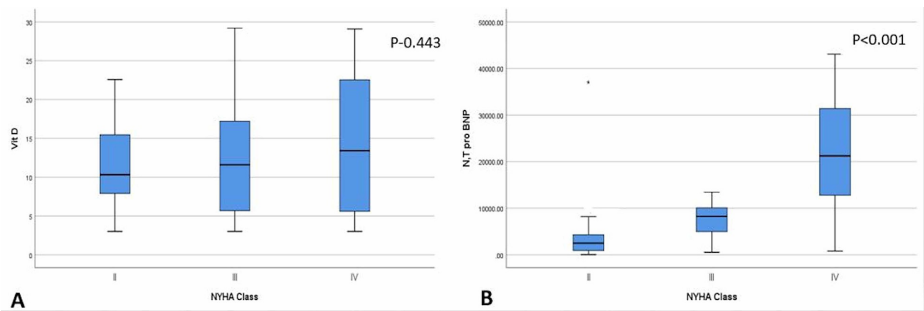 30
25
20
15
10
5
0
Vit D
P-0.443
II
III
IV
NYHA Class
A
50000.00
40000.00
30000.00
20000.00
10000.00
.00
N,T pro BNP
P<0.001
*
II
III
IV
NYHA Class
B